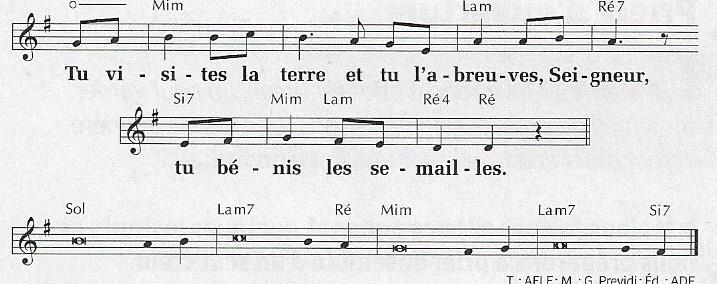 Mim Lam Ré7
Tu vi - si - tes la terre et tu l'a - breu - ves, Sei - gneur,
Si7 Mim Lam Ré4 Ré
tu bé - nis les se - mail - les.
Sol Lam7 Ré Mim Lam7 Si7
T : AELF ; M : G. Previdi ; Éd : ADF